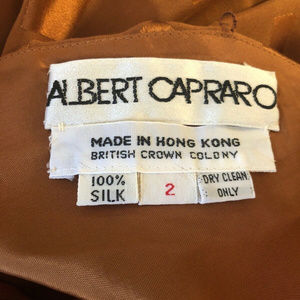 ALBERT CAPRARO
MADE IN HONG KONG
BRITISH CROWN COLONY
100%
SILK
2
DRY CLEAN
ONLY